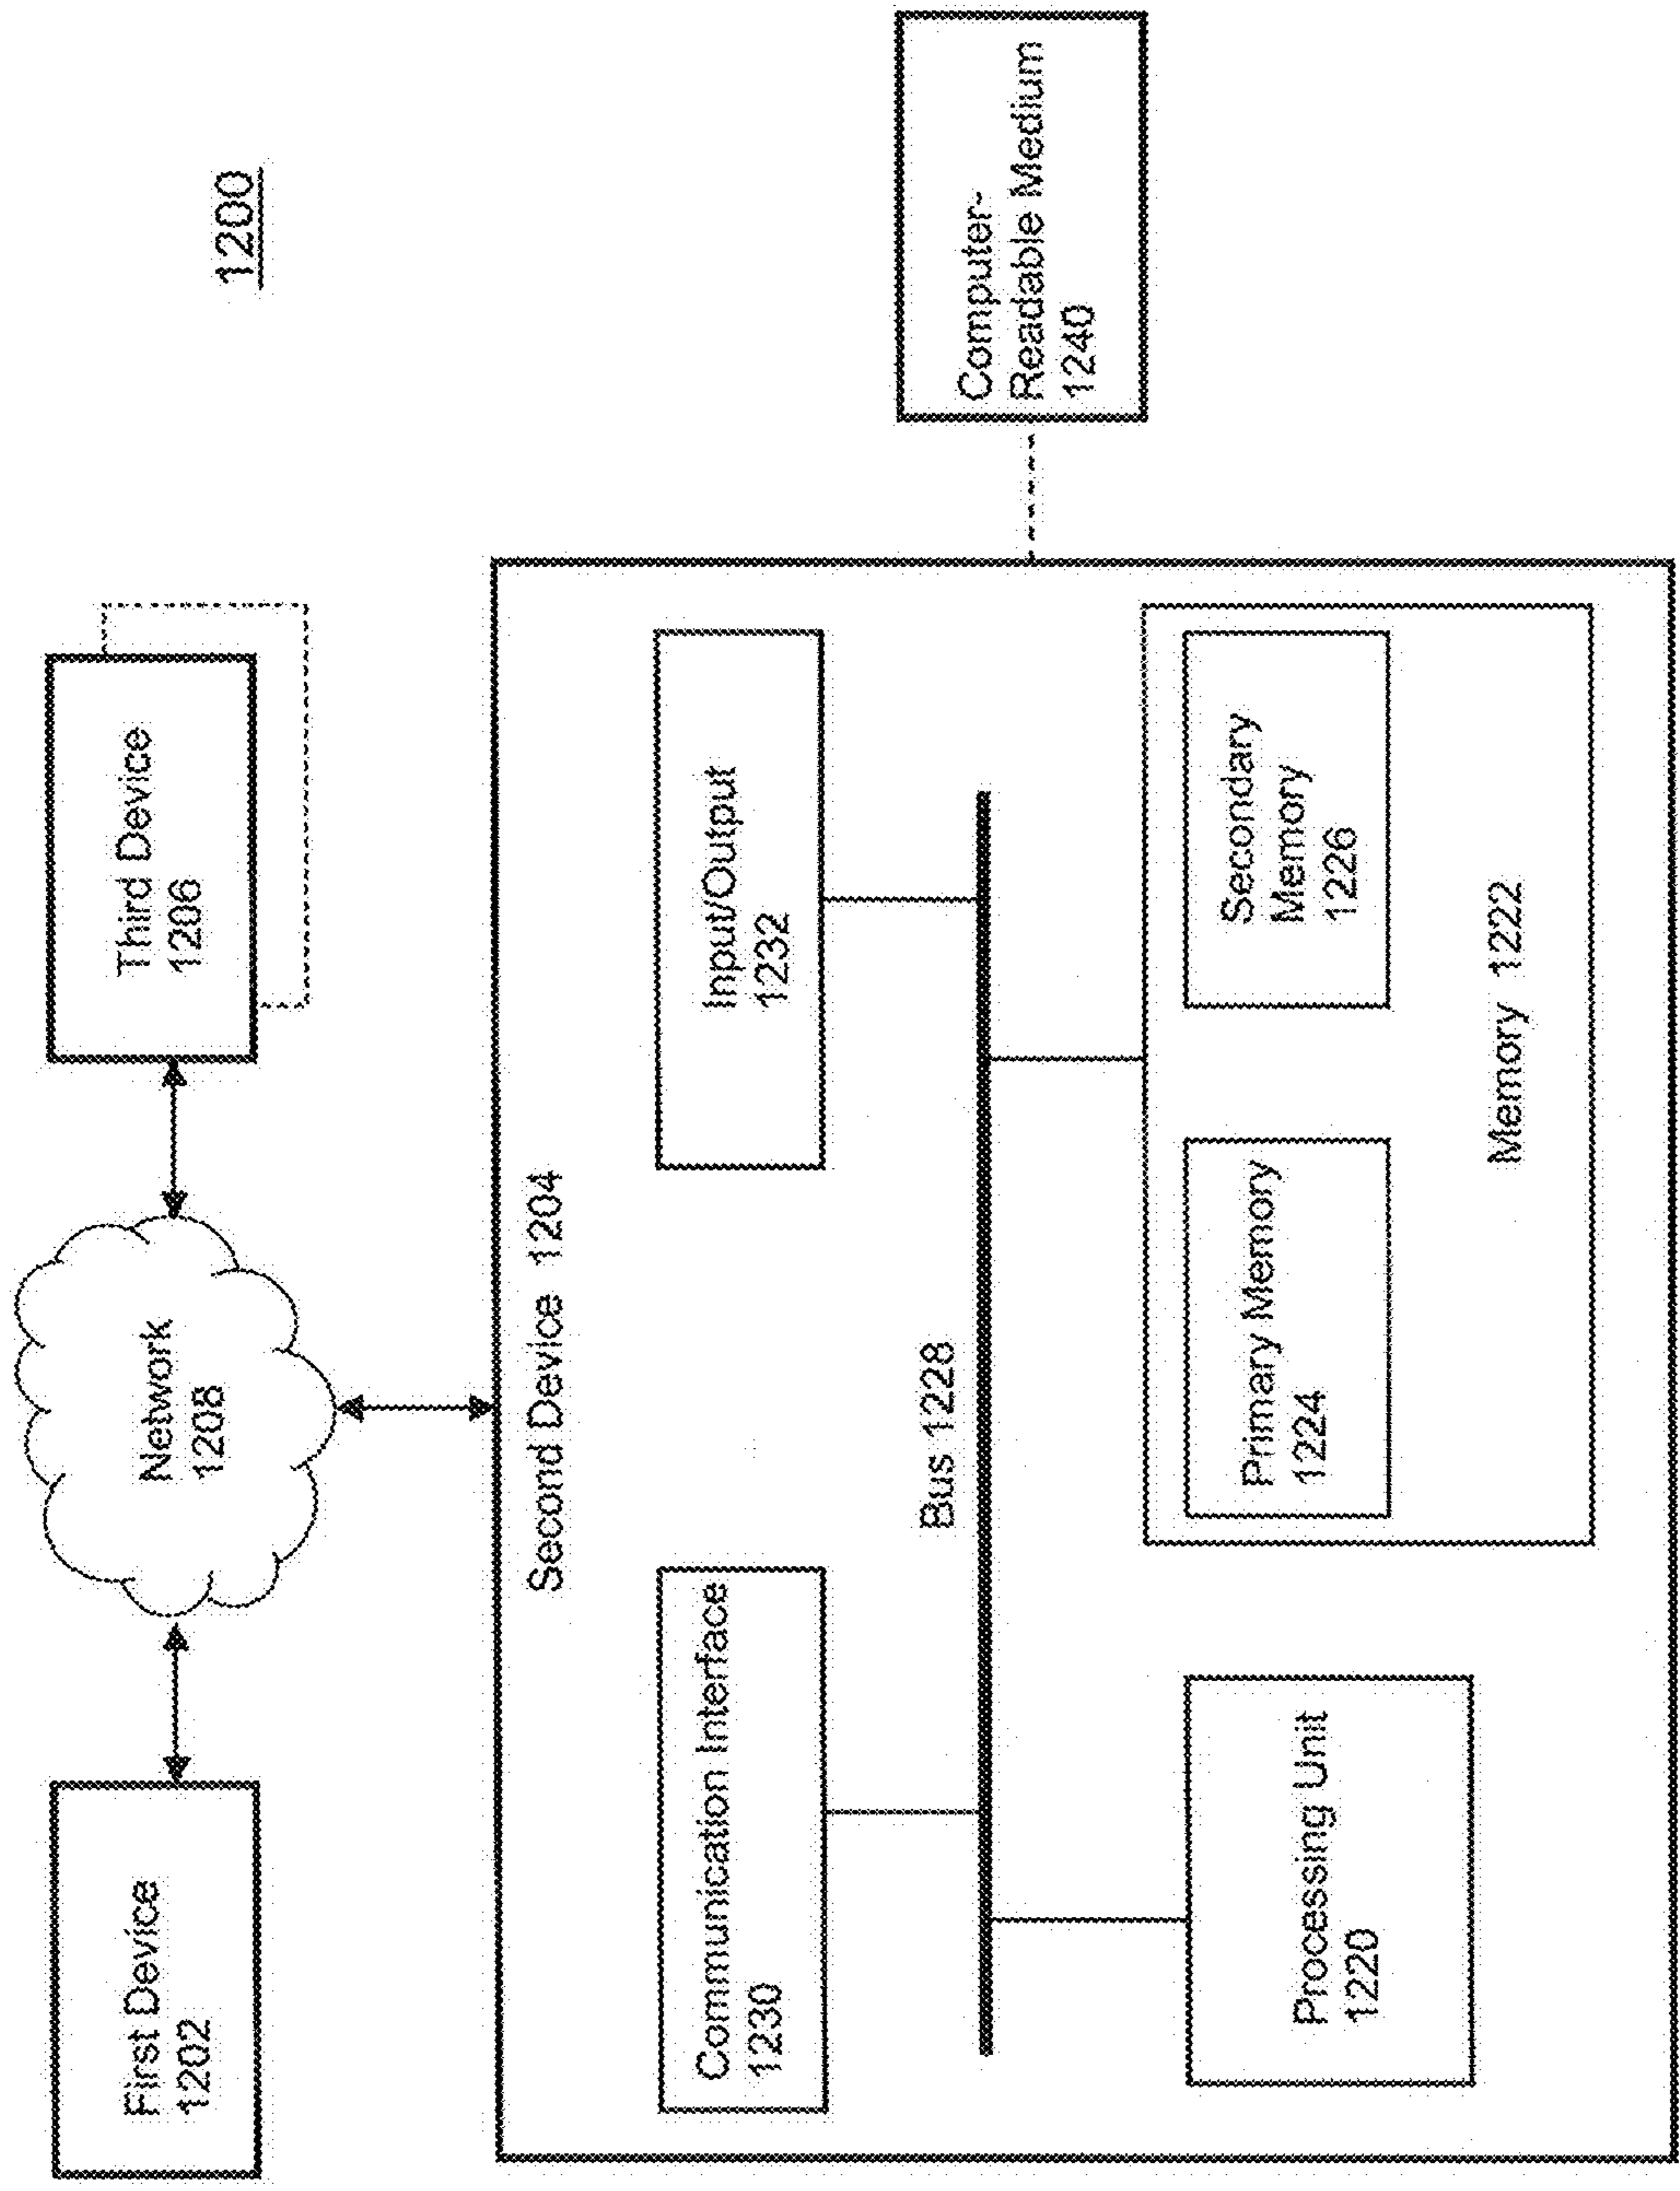 1200
First Device
1202
Network
1208
Third Device
1206
Second Device 1204
Communication Interface
1230
Input/Output
1232
Bus 1228
Processing Unit
1220
Primary Memory
1224
Secondary
Memory
1226
Memory 1222
Computer-
Readable Medium
1240